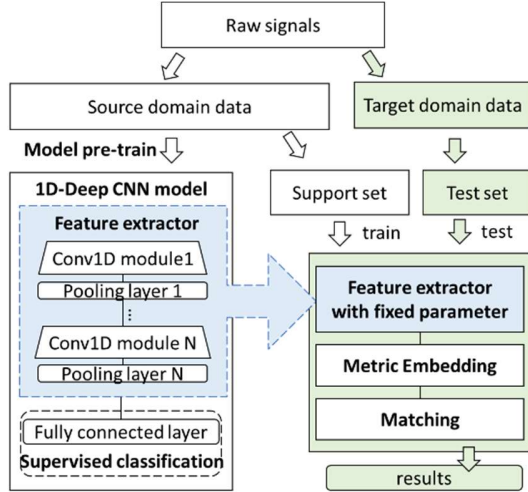 Raw signals
Source domain data
Target domain data
Model pre-train
1D-Deep CNN model
Feature extractor
Conv1D module1
Pooling layer 1
...
Conv1D module N
Pooling layer N
Fully connected layer
Supervised classification
Support set
Test set
train
test
Feature extractor
with fixed parameter
Metric Embedding
Matching
results